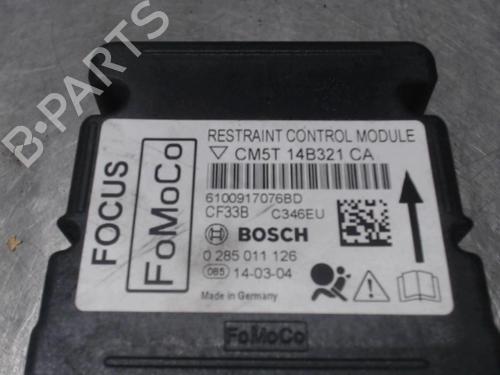 FOCUS
FoMoCo
RESTRAINT CONTROL MODULE
CM5T 14B321 CA
6100917076BD
CF33B C346EU
BOSCH
0 285 011 126
085 14-03-04
Made in Germany
FoMoCo
B-PARTS